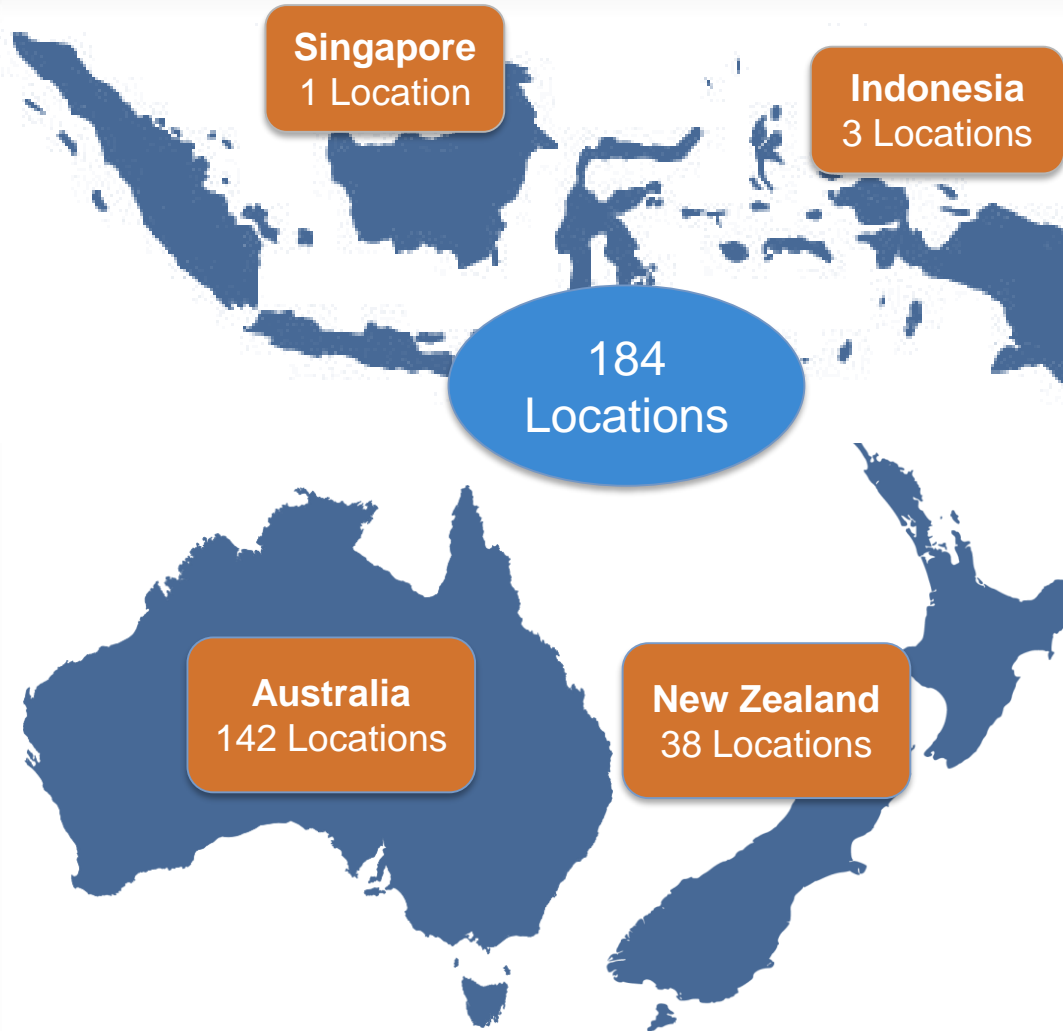 Singapore
1 Location
Indonesia
3 Locations
184
Locations
Australia
142 Locations
New Zealand
38 Locations